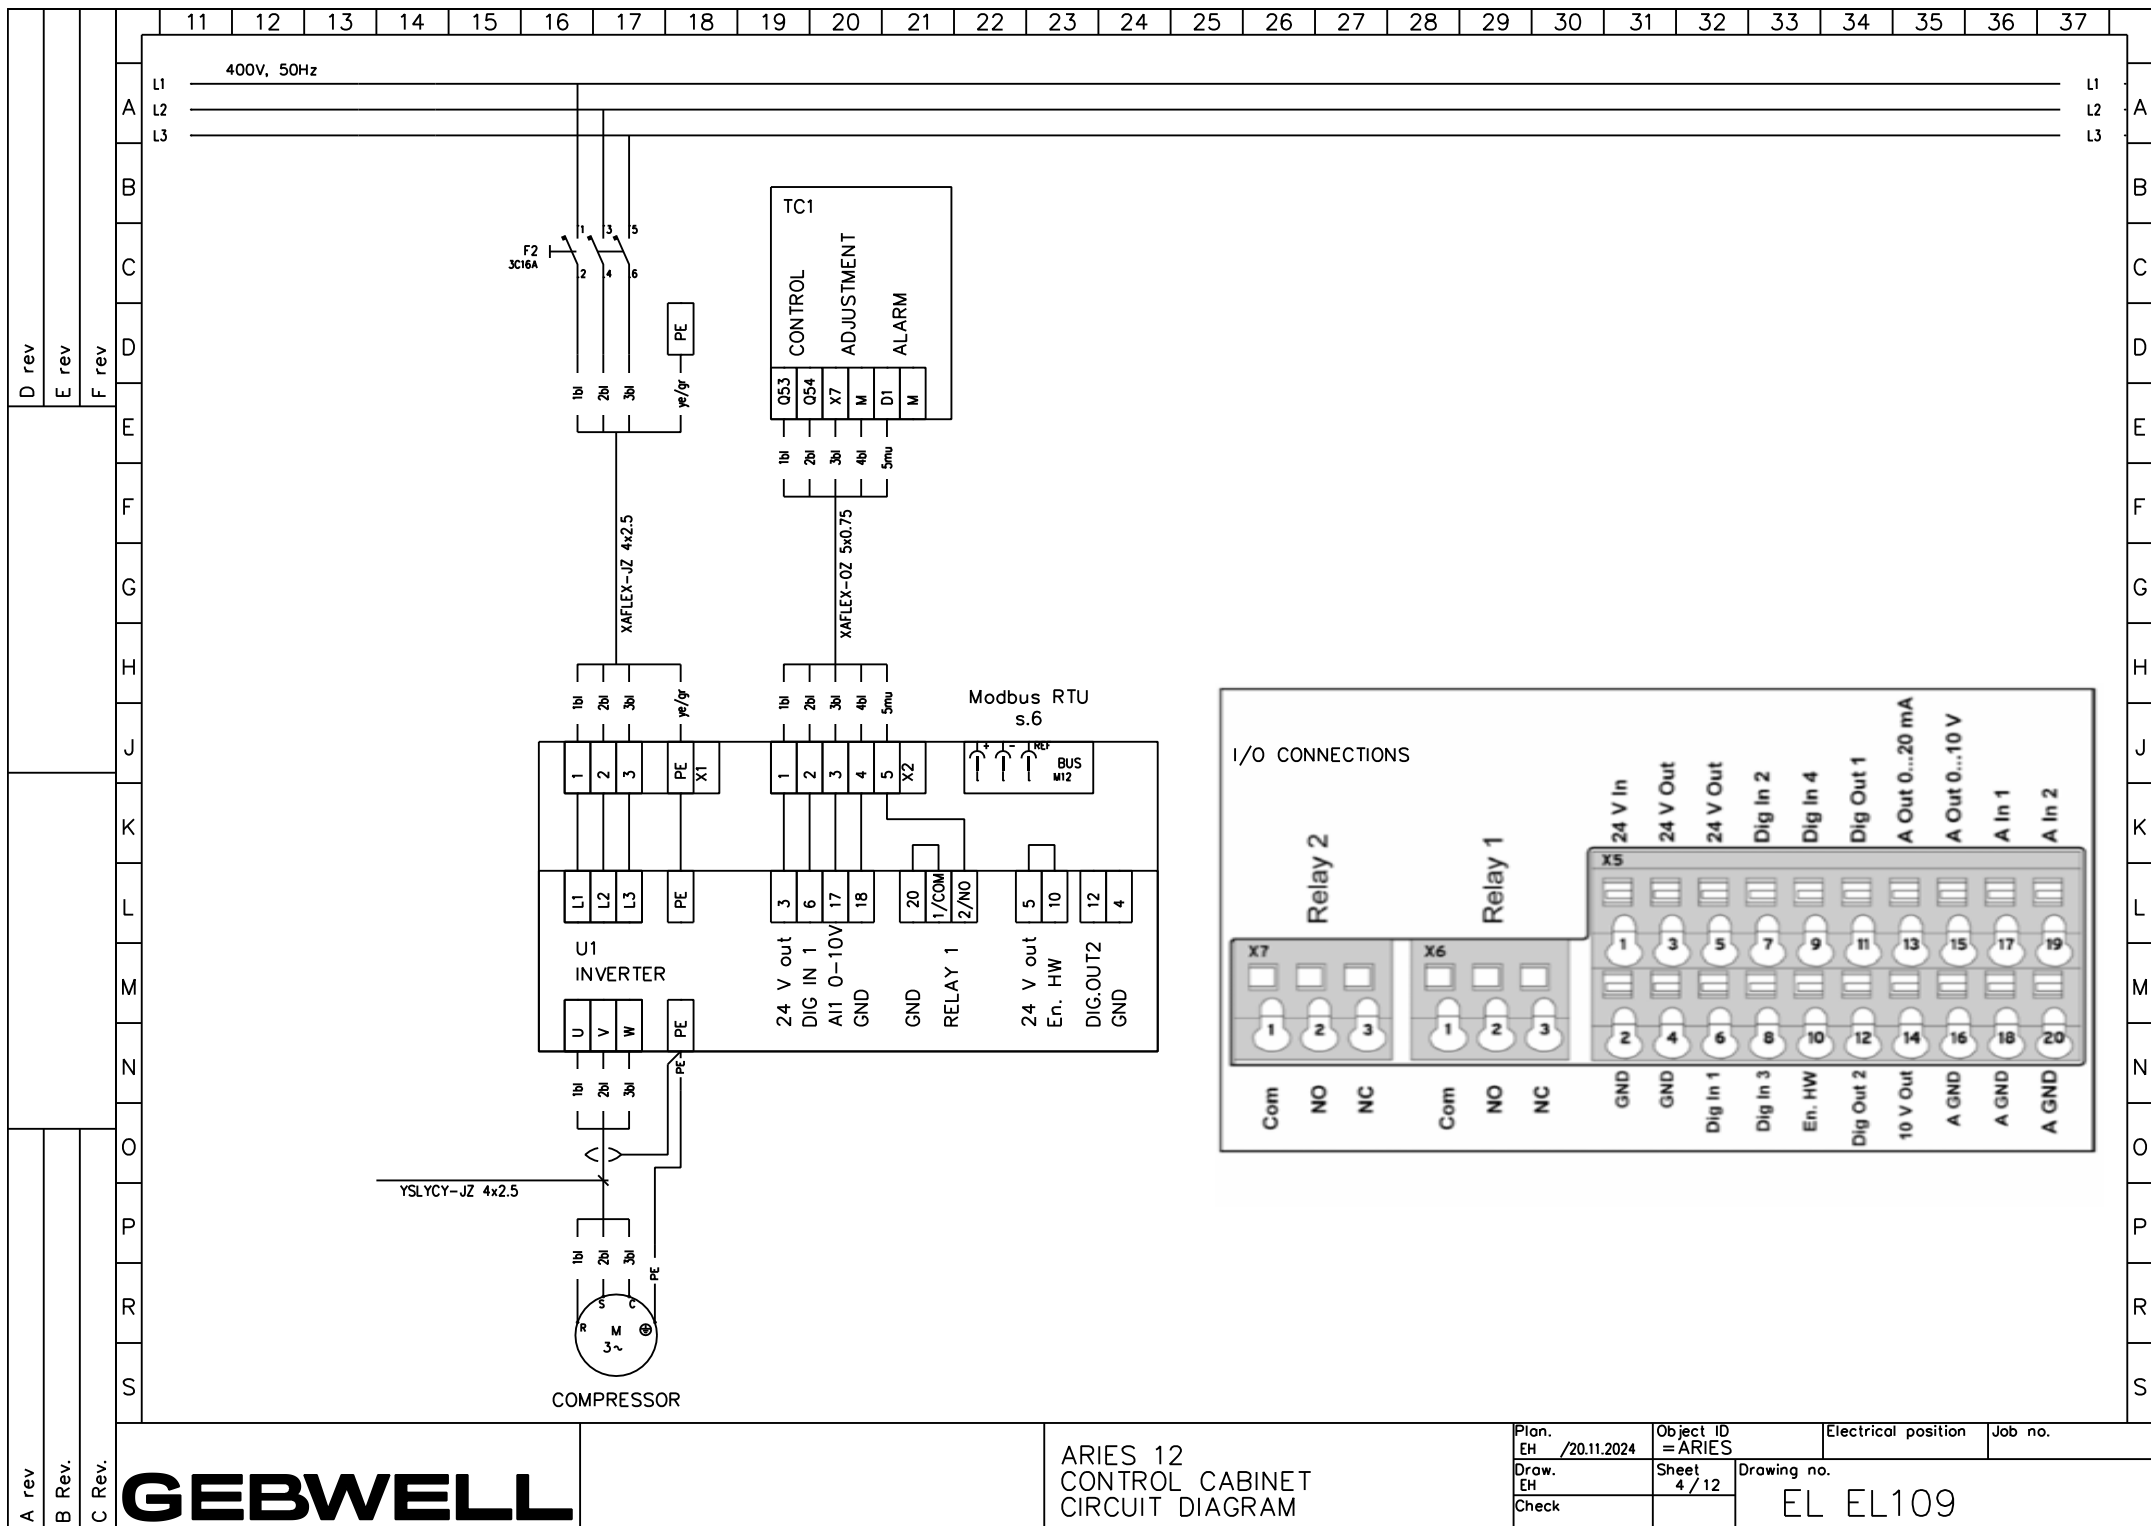 11 12 13 14 15 16 17 18 19 20 21 22 23 24 25 26 27 28 29 30 31 32 33 34 35 36 37
400V, 50Hz
L1 L1
A L2 L2 A
L3 L3
B B
TC1
1 3 5
F2
3C16A
2 4 6
C C
CONTROL
ADJUSTMENT
ALARM
D PE D
D rev
E rev
F rev
Q53 Q54 X7 M D1 M
1bl 2bl 3bl ye/gr
E E
1bl 2bl 3bl 4bl 5mu
F F
XAFLEX-JZ 4x2.5
XAFLEX-OZ 5x0.75
G G
H H
1bl 2bl 3bl ye/gr
1bl 2bl 3bl 4bl 5mu
Modbus RTU
s.6
J J
1 2 3 PE X1
1 2 3 4 5 X2
+ - REF
BUS
M12
K K
L L
L1 L2 L3 PE
3 6 17 18
20 1/COM 2/NO
5 10 12 4
U1
INVERTER
24 V out
DIG IN 1
AI1 0-10V
GND
GND
RELAY 1
24 V out
En. HW
DIG.OUT2
GND
M M
U V W PE
PE
N N
1bl 2bl 3bl
O O
YSLYCY-JZ 4x2.5
P P
1bl 2bl 3bl PE
R R
S C
R M
3~
COMPRESSOR
S S
I/O CONNECTIONS
24 V In
24 V Out
24 V Out
Dig In 2
Dig In 4
Dig Out 1
A Out 0...20 mA
A Out 0...10 V
A In 1
A In 2
Relay 2
Relay 1
X5
1 3 5 7 9 11 13 15 17 19
X7 X6
1 2 3 1 2 3
2 4 6 8 10 12 14 16 18 20
Com
NO
NC
Com
NO
NC
GND
GND
Dig In 1
Dig In 3
En. HW
Dig Out 2
10 V Out
A GND
A GND
A GND
A rev
B Rev.
C Rev.
GEBWELL
ARIES 12
CONTROL CABINET
CIRCUIT DIAGRAM
Plan.
EH /20.11.2024
Object ID
=ARIES
Electrical position
Job no.
Draw.
EH
Sheet
4 / 12
Drawing no.
EL EL109
Check